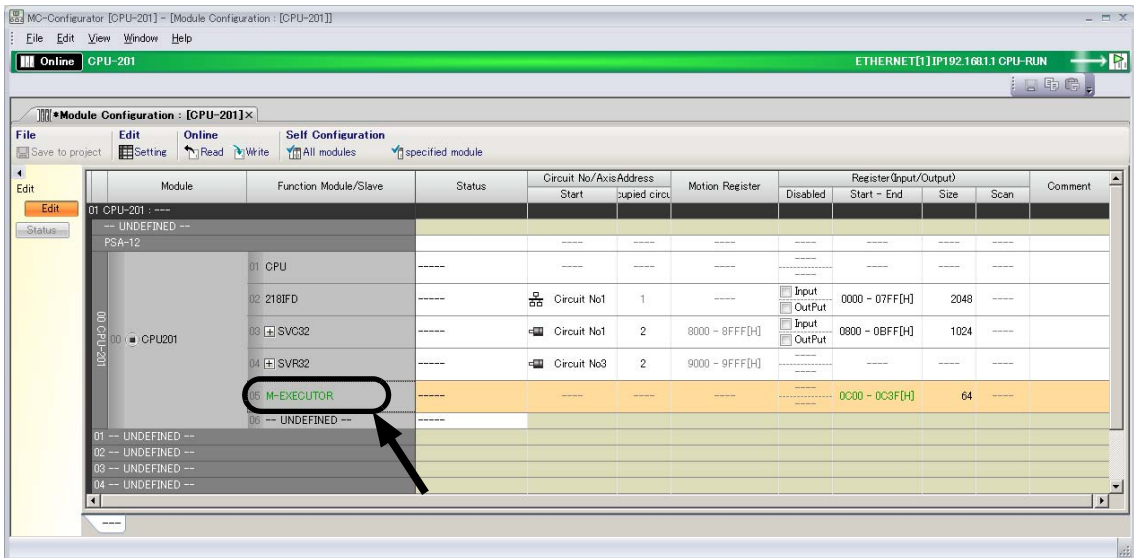 MC-Configurator [CPU-201] - [Module Configuration : [CPU-201]]
File Edit View Window Help
Online CPU-201 ETHERNET[1] IP192.168.1.1 CPU-RUN
*Module Configuration : [CPU-201]×
File Edit Online Self Configuration
Save to project Setting Read Write All modules specified module
Edit
Edit
Status
Module Function Module/Slave Status Circuit No/AxisAddress Motion Register Register(Input/Output) Comment
Start cupied circu Disabled Start - End Size Scan
01 CPU-201 : ---
-- UNDEFINED --
PSA-12 ---- ---- ---- ---- ---- ---- ----
01 CPU ----- ---- ---- ---- ---- ---- ---- ---- ----
02 218IFD ----- Circuit No1 1 ---- Input OutPut 0000 - 07FF[H] 2048 ----
00 CPU-201 00 CPU201 03 SVC32 ----- Circuit No1 2 8000 - 8FFF[H] Input OutPut 0800 - 0BFF[H] 1024 ----
04 SVR32 ----- Circuit No3 2 9000 - 9FFF[H] ---- ---- ---- ---- ----
05 M-EXECUTOR ----- ---- ---- ---- ---- ---- 0C00 - 0C3F[H] 64 ----
06 -- UNDEFINED -- -----
01 -- UNDEFINED --
02 -- UNDEFINED --
03 -- UNDEFINED --
04 -- UNDEFINED --
---